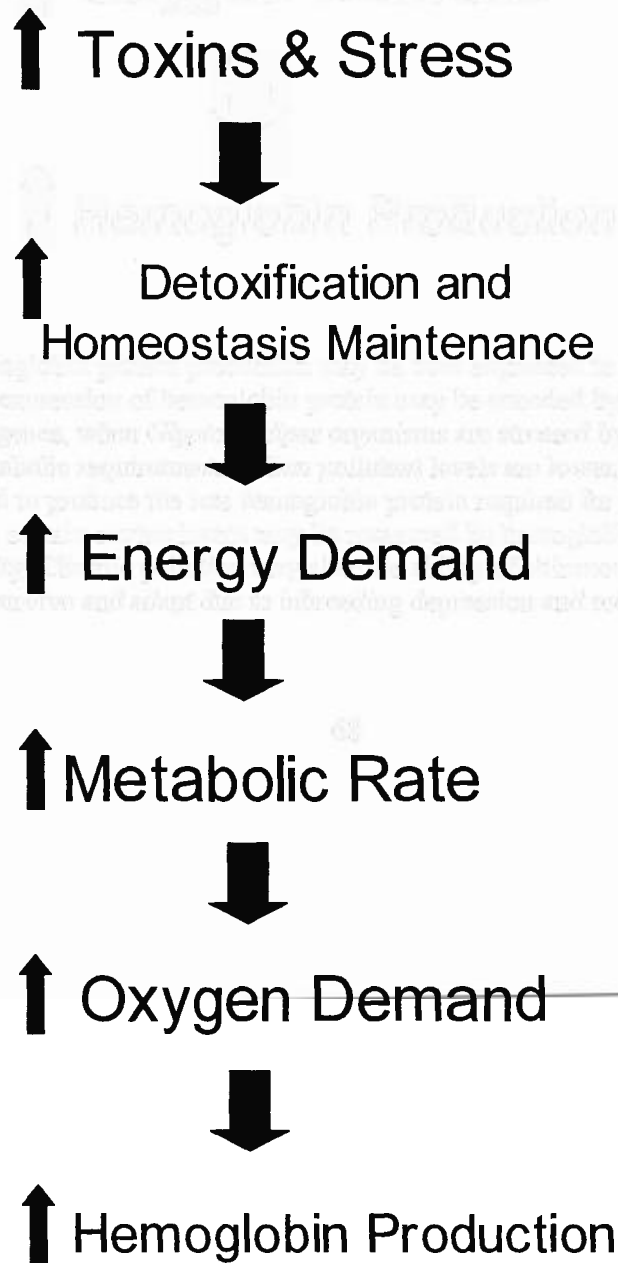 Toxins & Stress
Detoxification and
Homeostasis Maintenance
Energy Demand
Metabolic Rate
Oxygen Demand
Hemoglobin Production